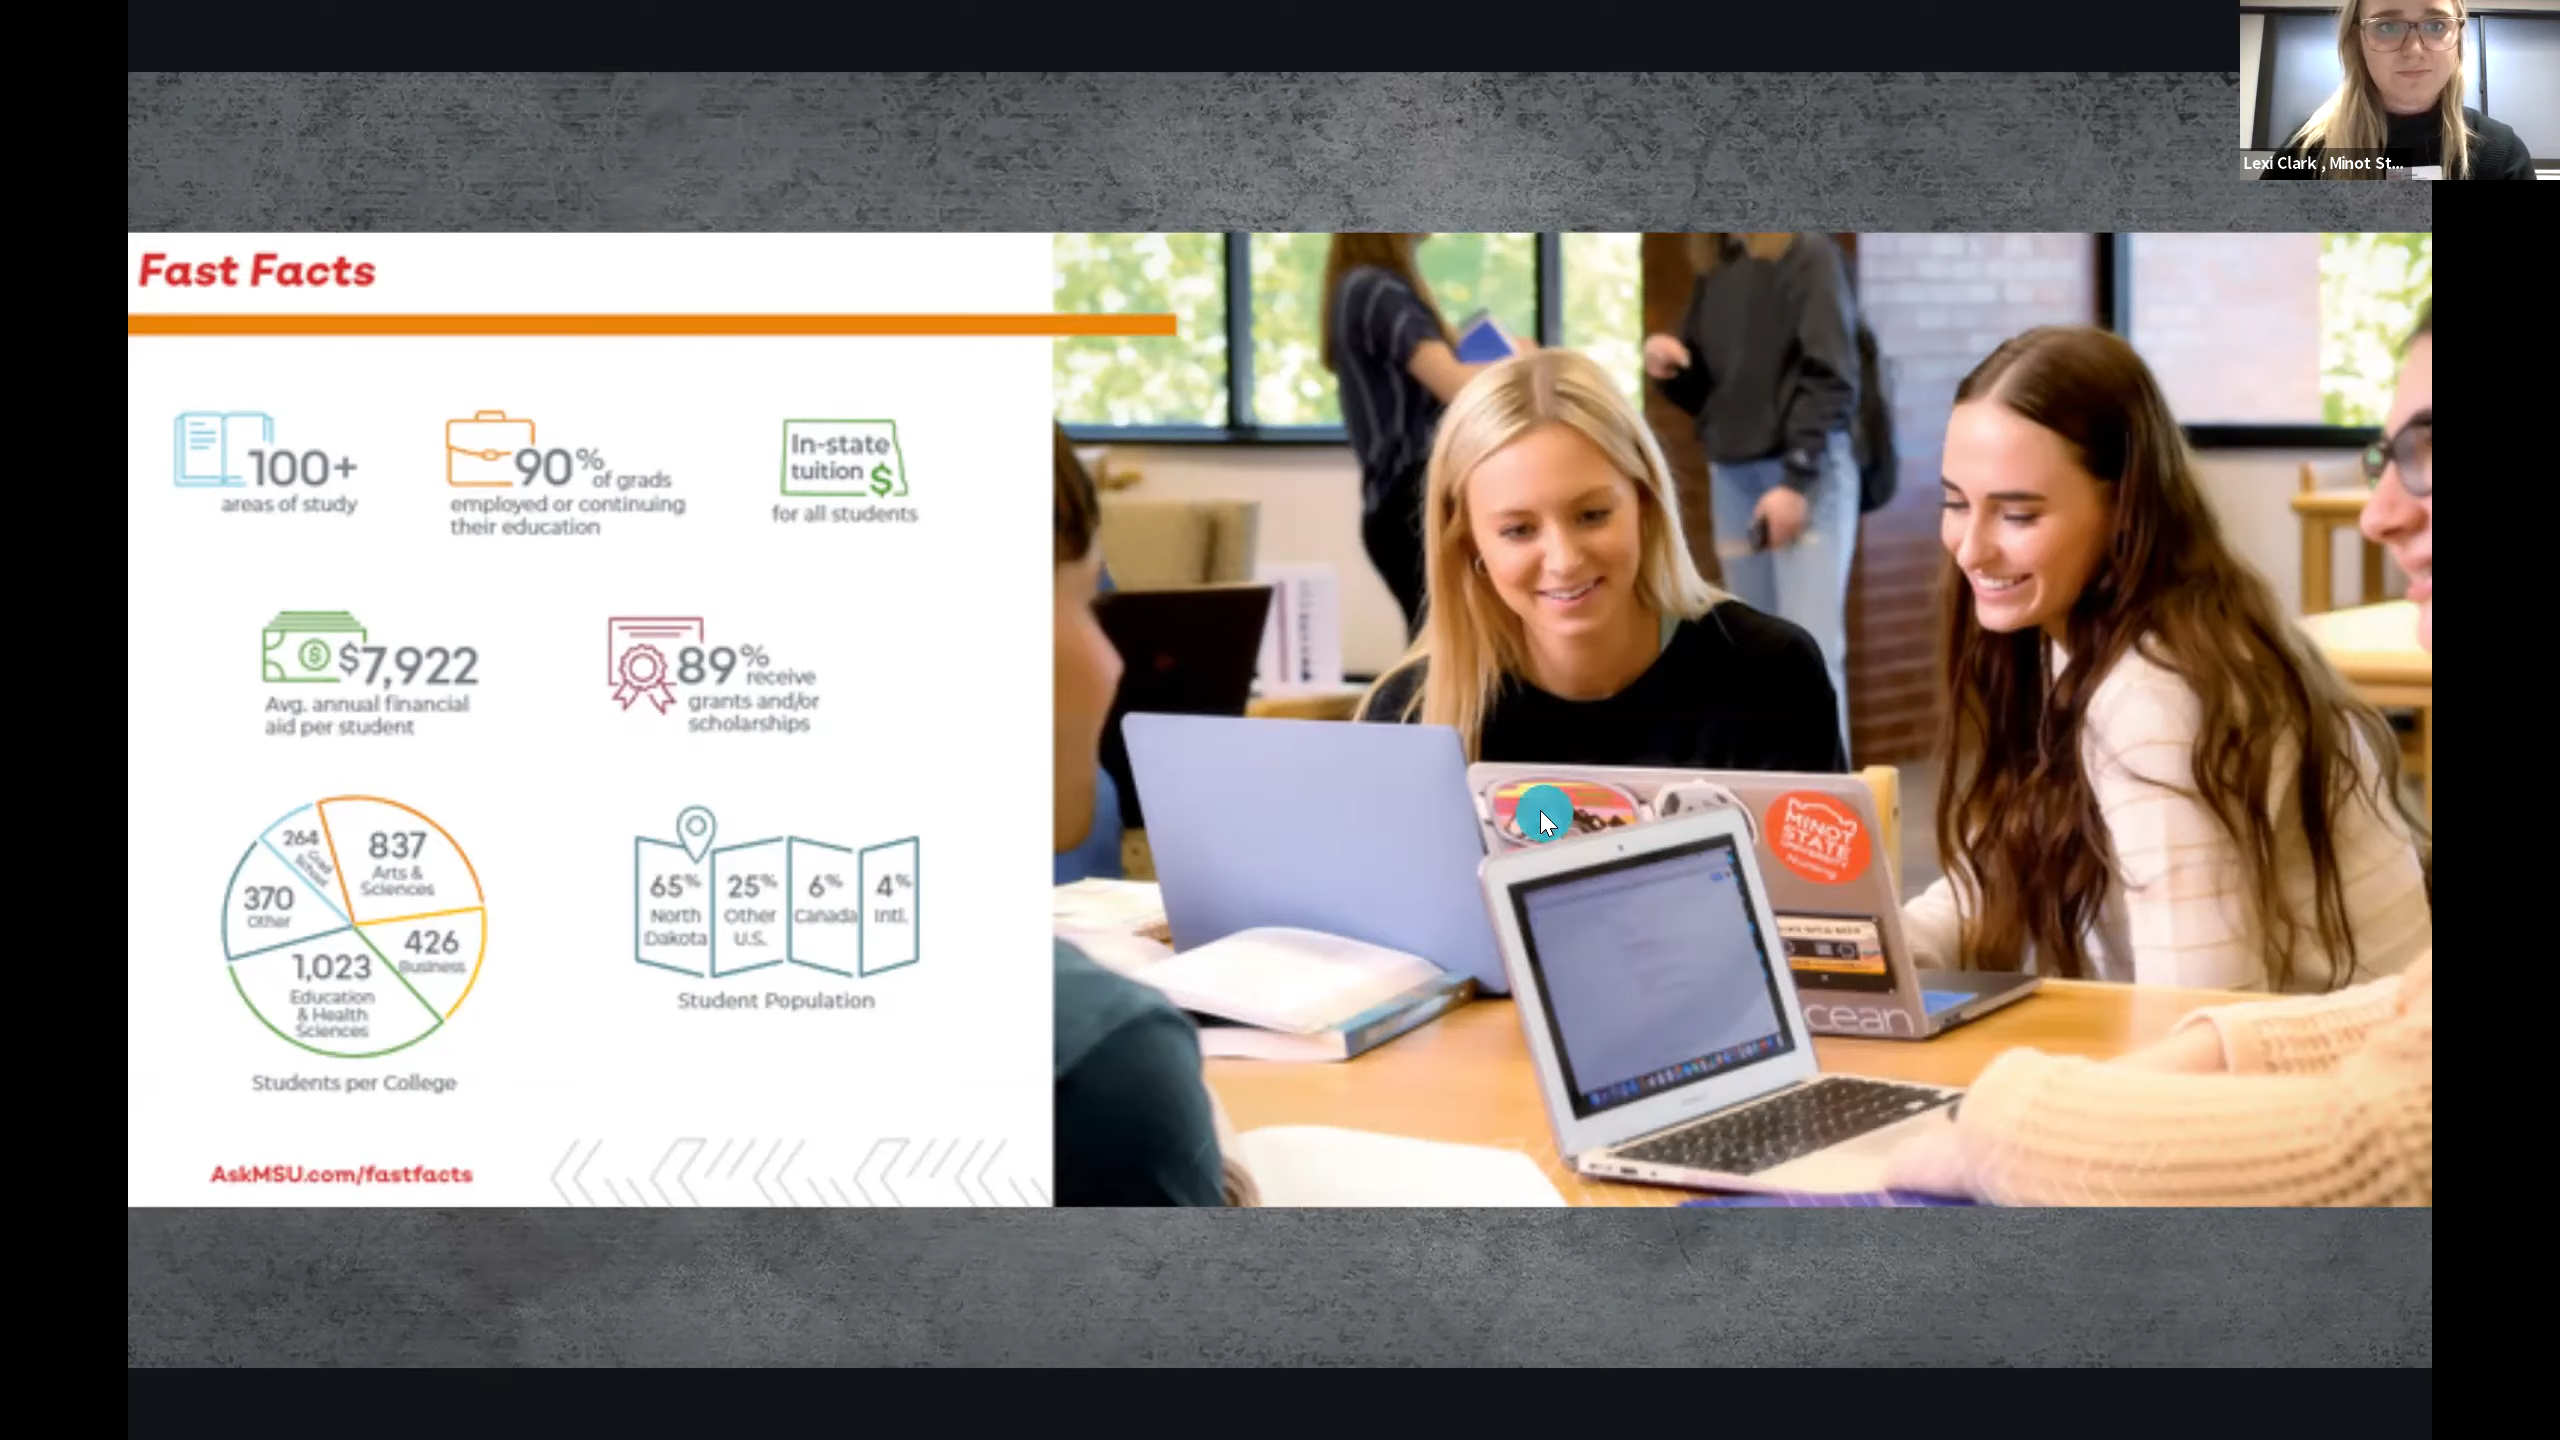 Lexi Clark , Minot St...
Fast Facts
100+
areas of study
90%
of grads
employed or continuing
their education
In-state
tuition $
for all students
$7,922
Avg. annual financial
aid per student
89%
receive
grants and/or
scholarships
264
Grad
School
837
Arts &
Sciences
370
Other
426
Business
1,023
Education
& Health
Sciences
Students per College
65%
North
Dakota
25%
Other
U.S.
6%
Canada
4%
Intl.
Student Population
AskMSU.com/fastfacts
MINOT
STATE
UNIVERSITY
Nursing
cean